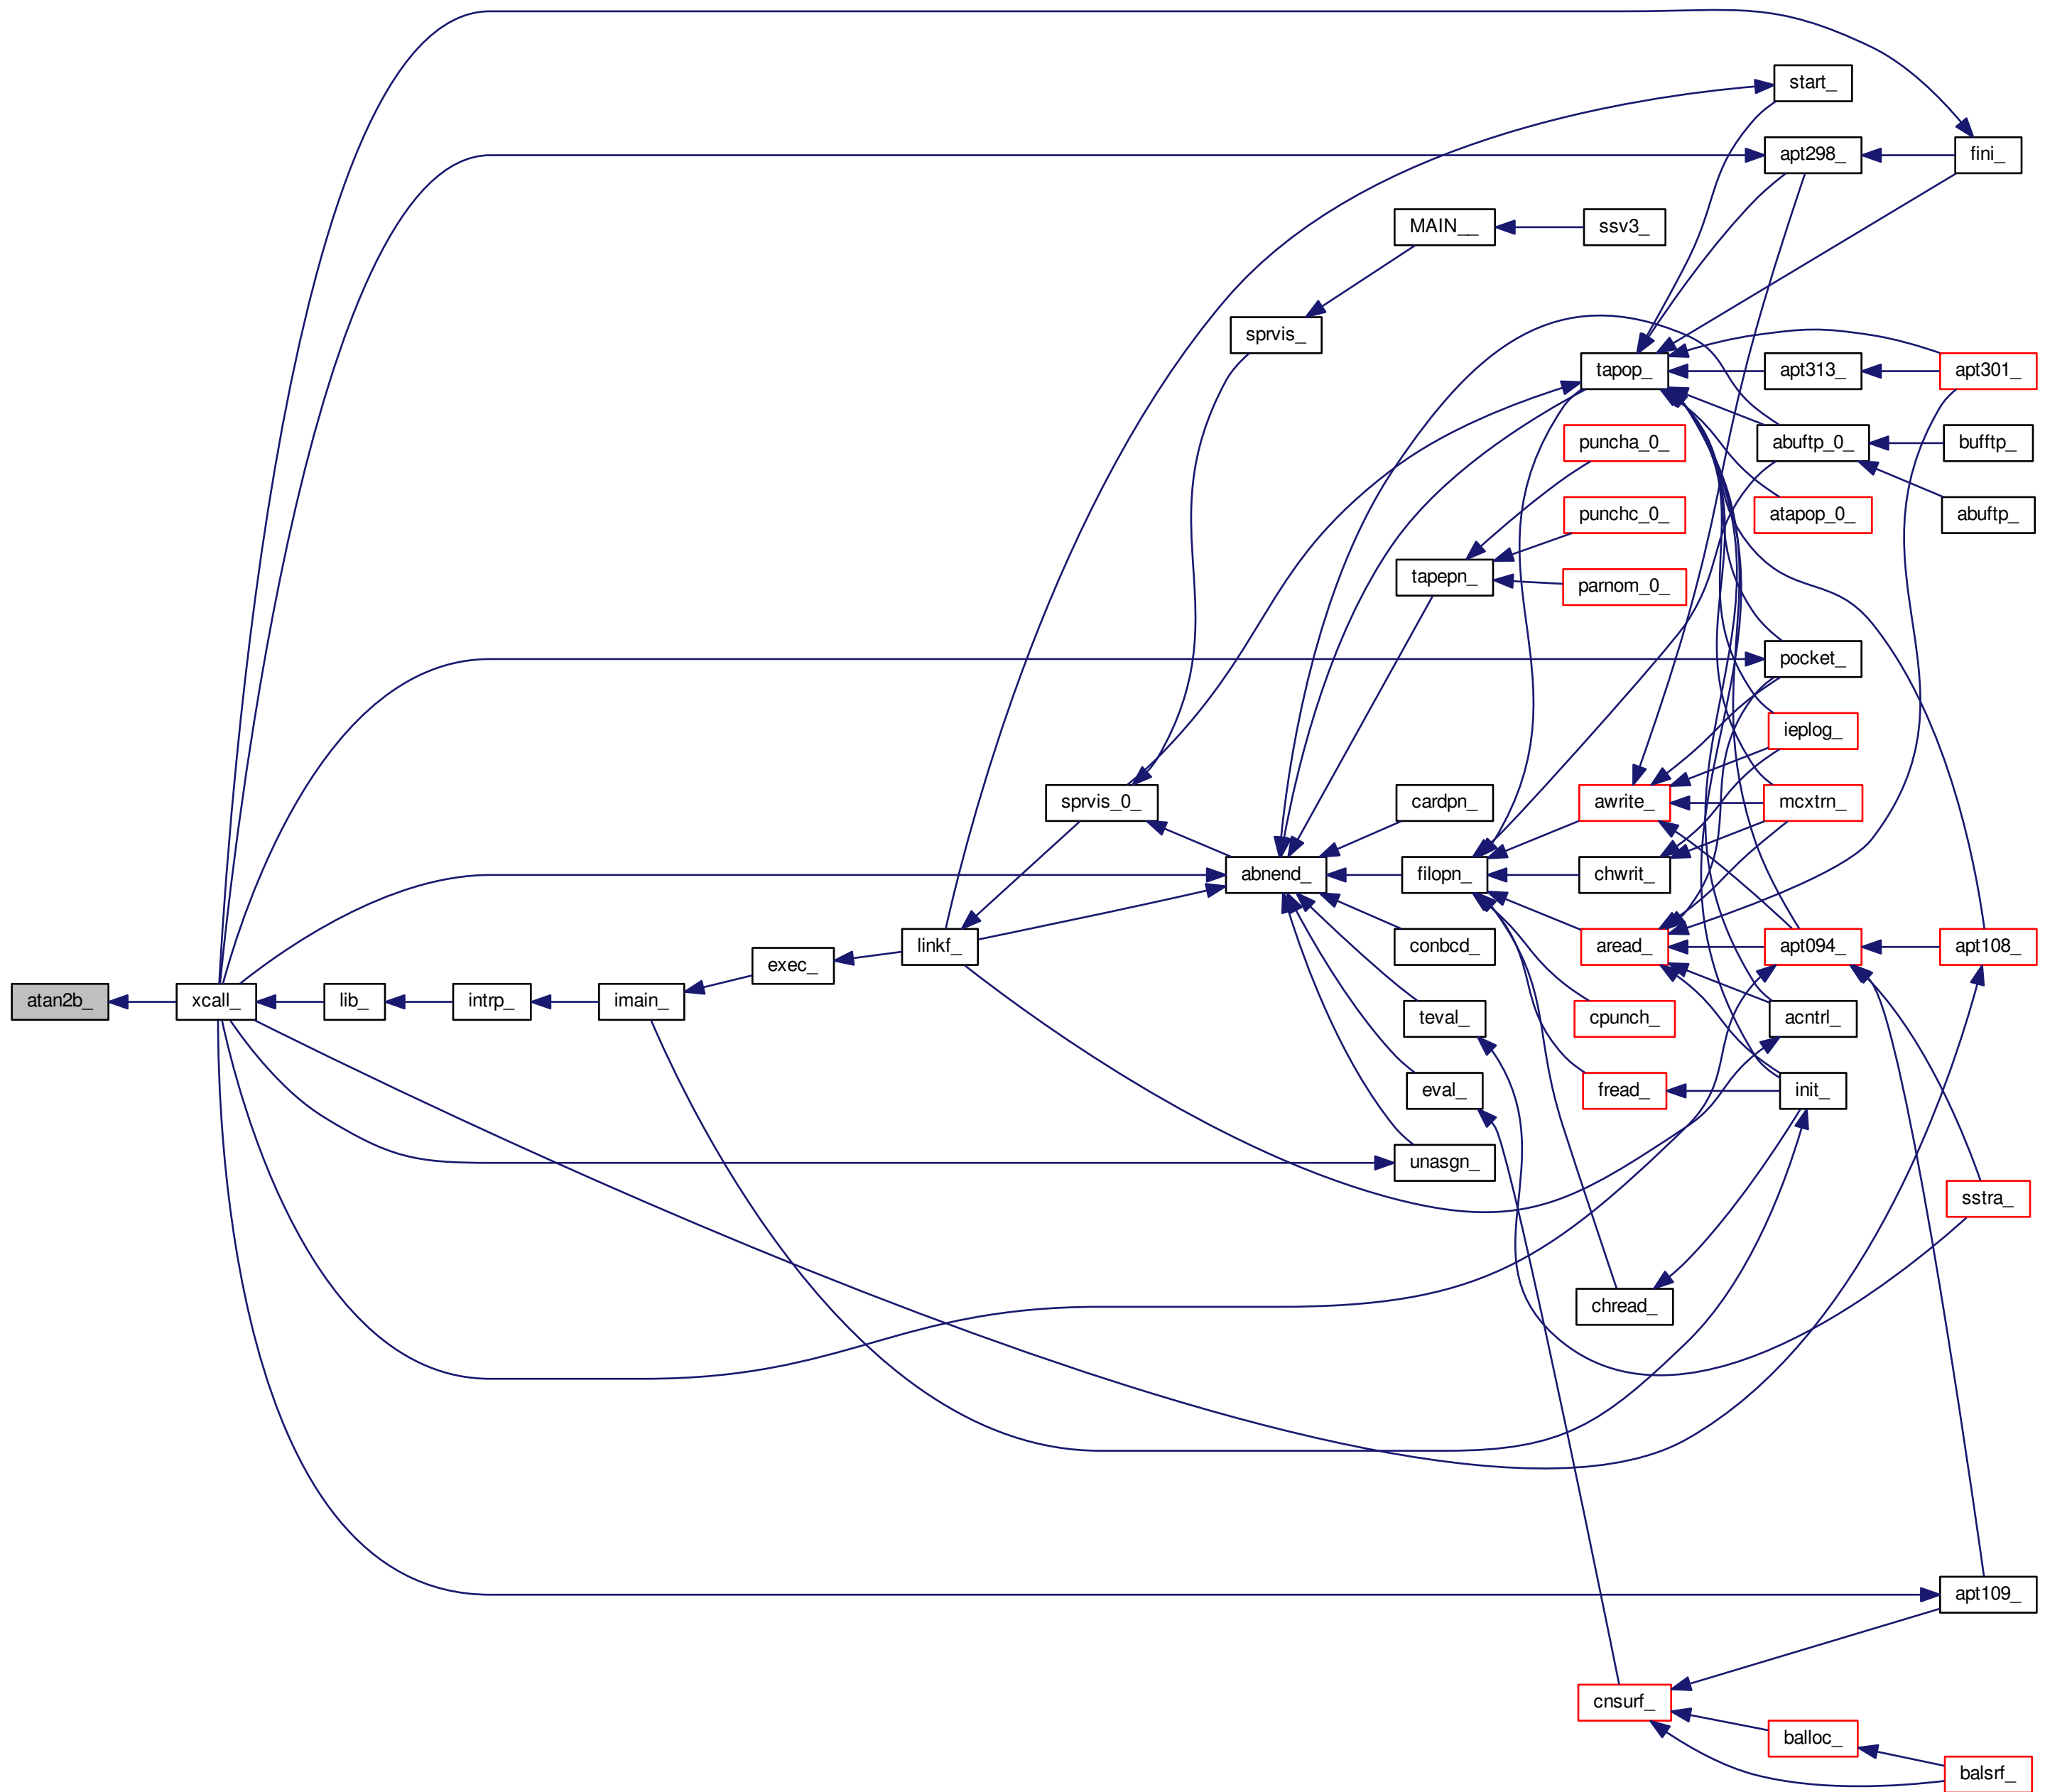 start_
apt298_
fini_
MAIN__
ssv3_
sprvis_
tapop_
apt313_
apt301_
puncha_0_
abuftp_0_
bufftp_
punchc_0_
atapop_0_
abuftp_
tapepn_
parnom_0_
pocket_
ieplog_
sprvis_0_
cardpn_
awrite_
mcxtrn_
abnend_
filopn_
chwrit_
linkf_
conbcd_
aread_
apt094_
apt108_
exec_
atan2b_
xcall_
lib_
intrp_
imain_
teval_
cpunch_
acntrl_
eval_
fread_
init_
unasgn_
sstra_
chread_
apt109_
cnsurf_
balloc_
balsrf_